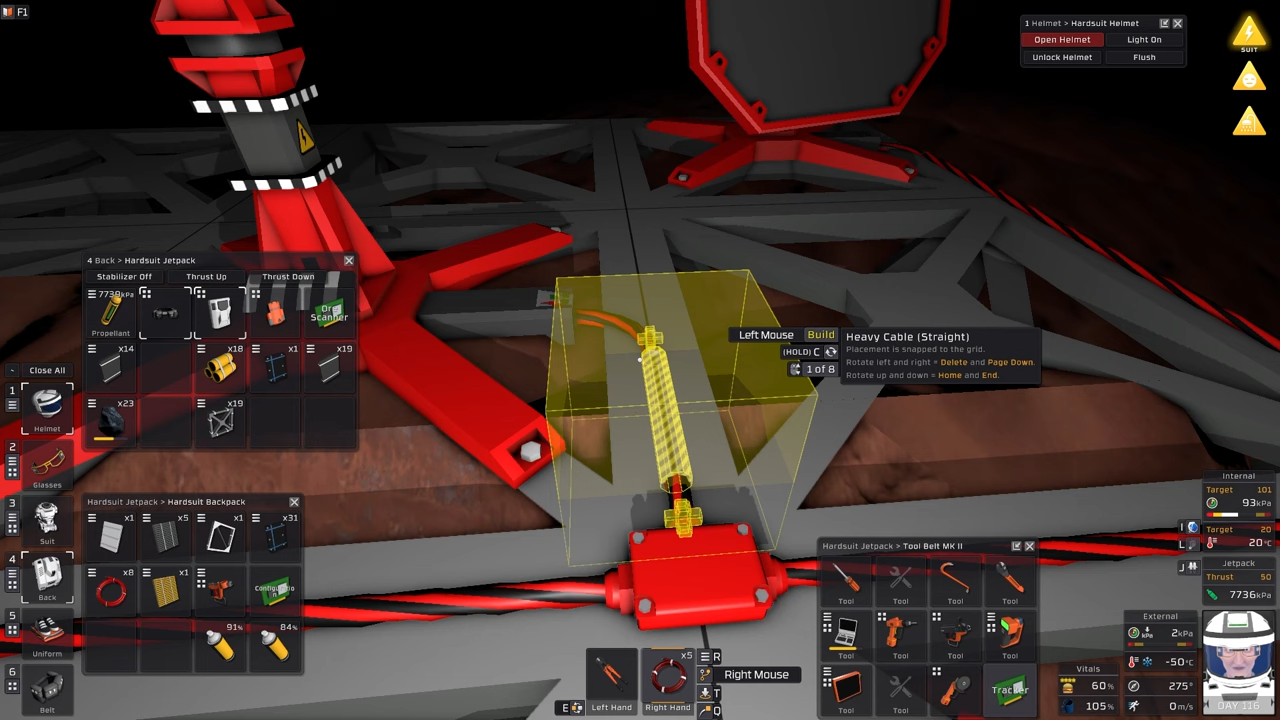 F1
1 Helmet > Hardsuit Helmet
Open Helmet
Light On
Unlock Helmet
Flush
SUIT
4 Back > Hardsuit Jetpack
Stabilizer Off
Thrust Up
Thrust Down
7739kPa
Propellant
Ore Scanner
x14
x18
x1
x19
x23
x19
Close All
1
Helmet
2
Glasses
3
Suit
4
Back
5
Uniform
6
Belt
Left Mouse
Build
(HOLD) C
1 of 8
Heavy Cable (Straight)
Placement is snapped to the grid.
Rotate left and right = Delete and Page Down.
Rotate up and down = Home and End.
Hardsuit Jetpack > Hardsuit Backpack
x1
x5
x1
x31
x8
x1
91%
84%
Hardsuit Jetpack > Tool Belt MK II
Tool
Tool
Tool
Tool
Tool
Tool
Tool
Tool
Tool
Tool
Tool
Tracker
E
Left Hand
x5
Right Hand
R
T
Q
Right Mouse
Internal
Target 101
93kPa
Target 20
20°C
Jetpack
Thrust 50
7736kPa
I
L
J
External
2kPa
-50°C
275°
0m/s
Vitals
60%
105%
DAY 116